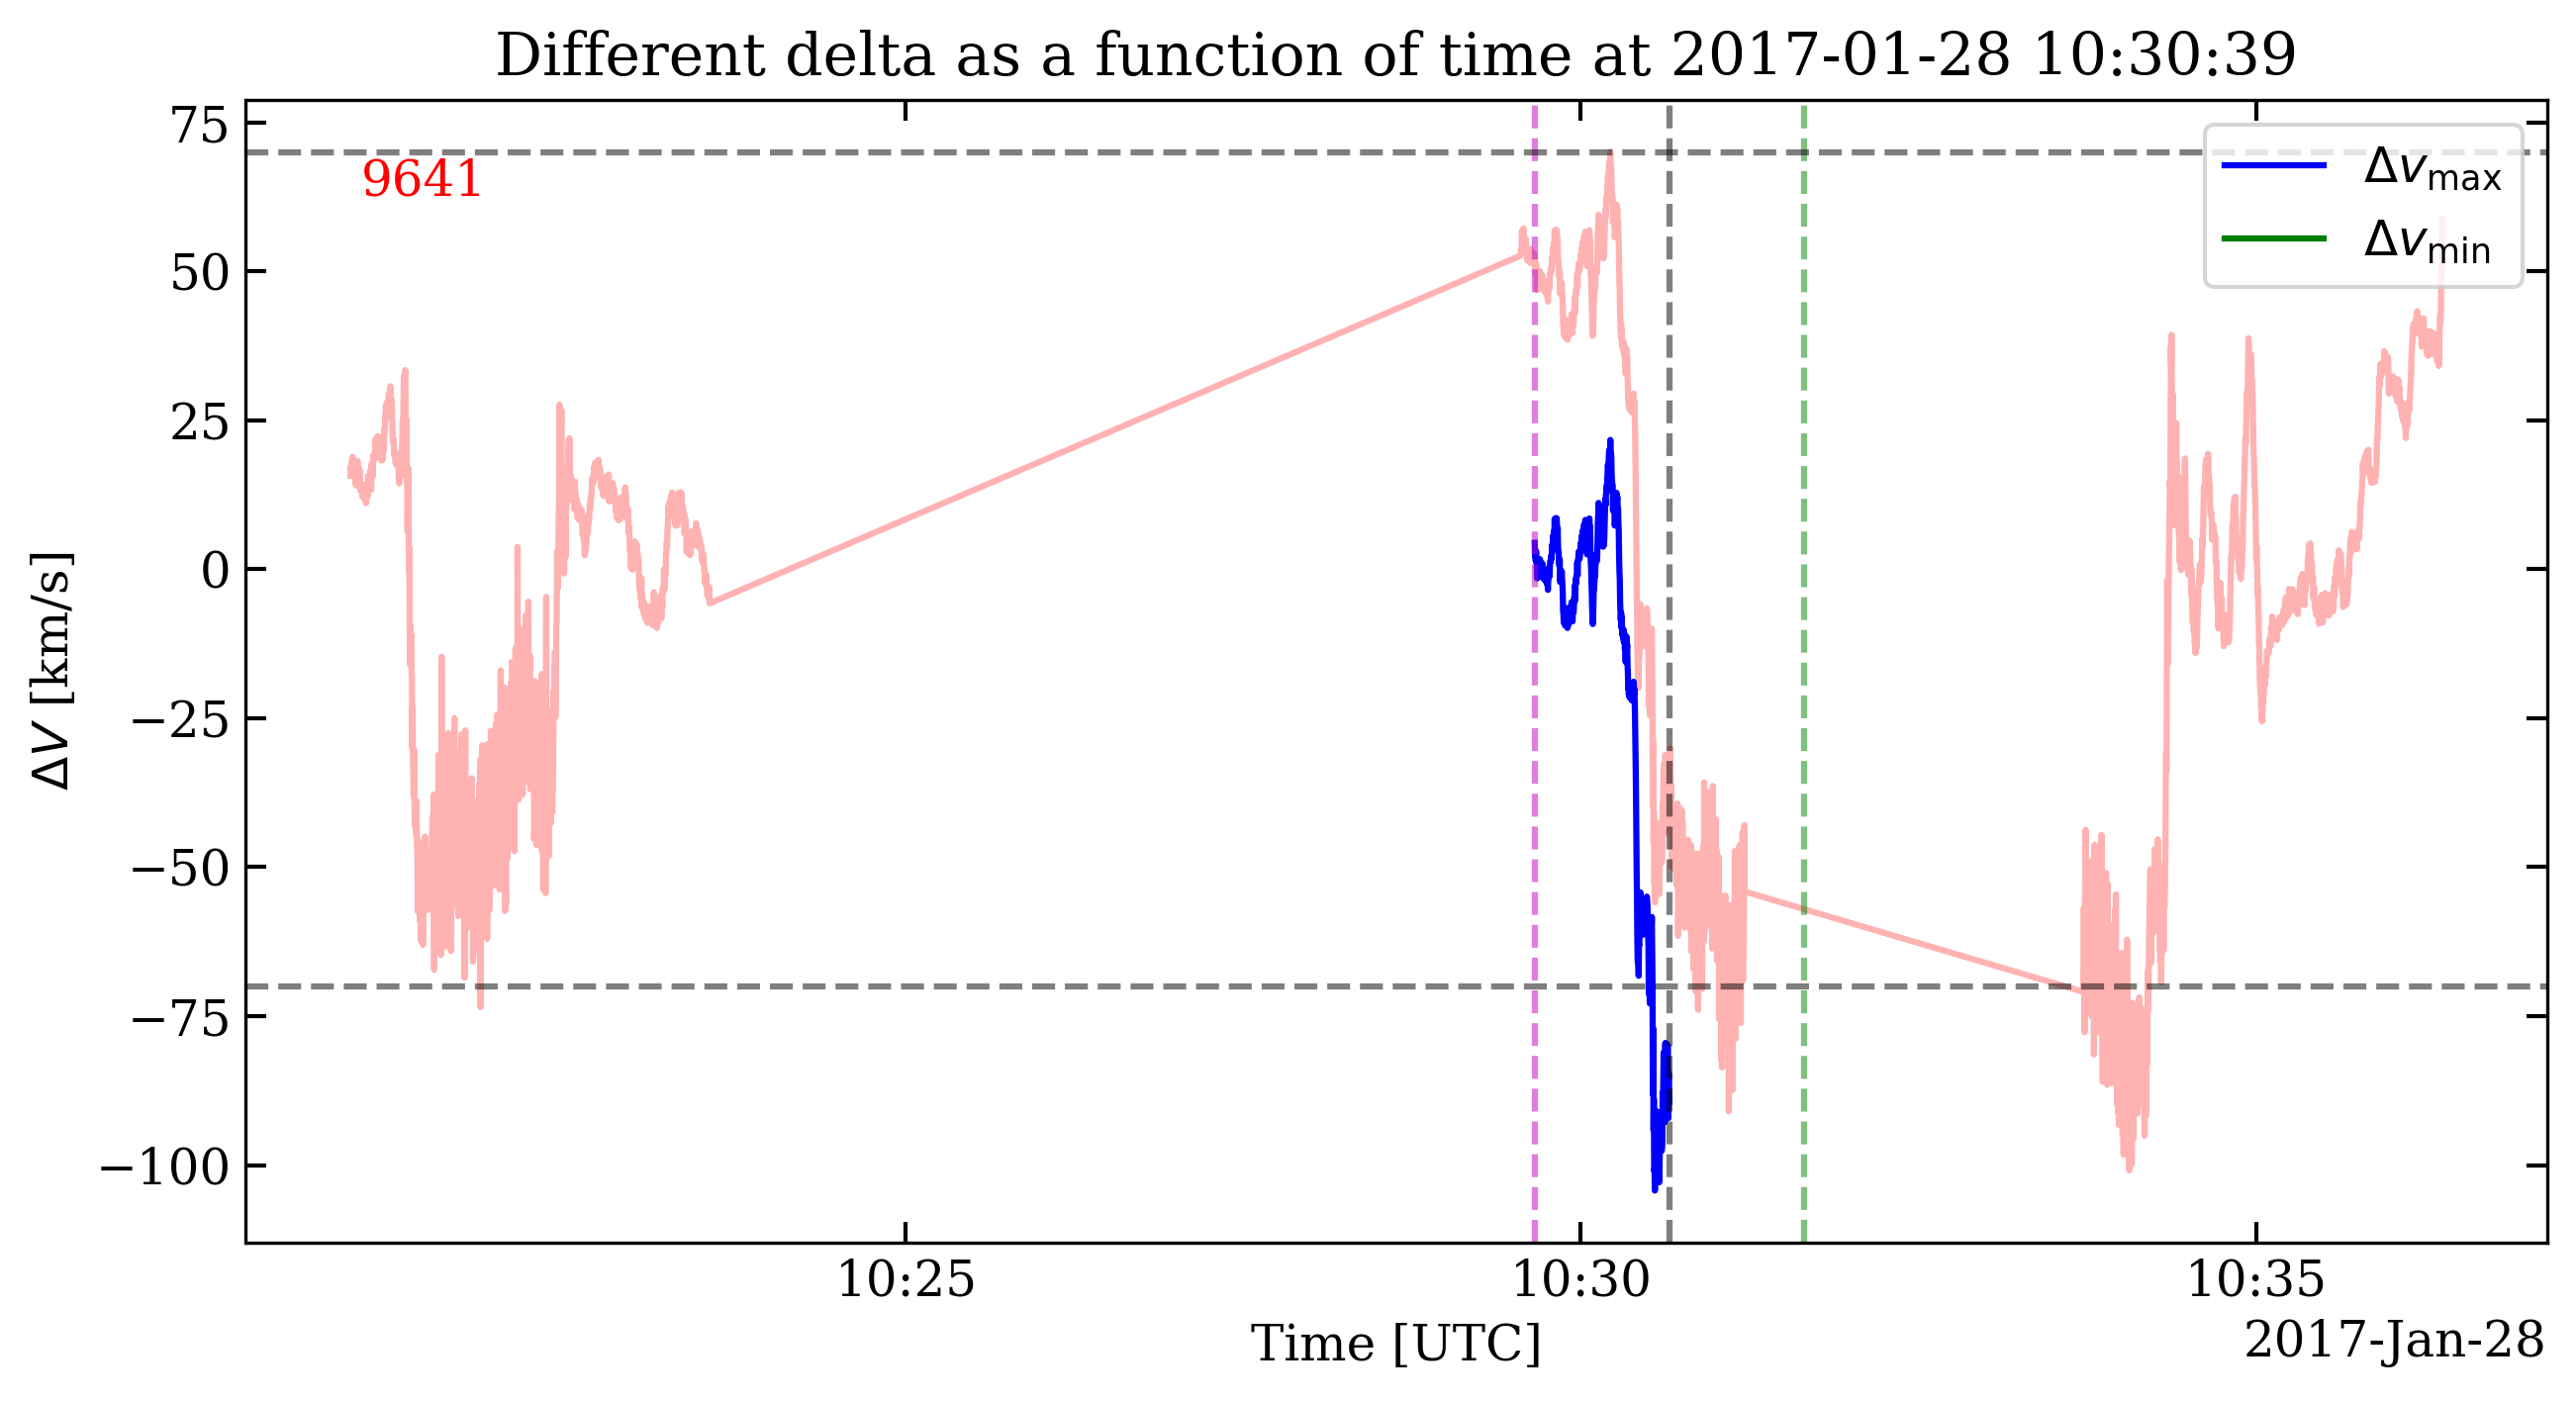 Different delta as a function of time at 2017-01-28 10:30:39
75
50
25
0
−25
−50
−75
−100
ΔV [km/s]
9641
Δv_max
Δv_min
10:25
10:30
10:35
Time [UTC]
2017-Jan-28